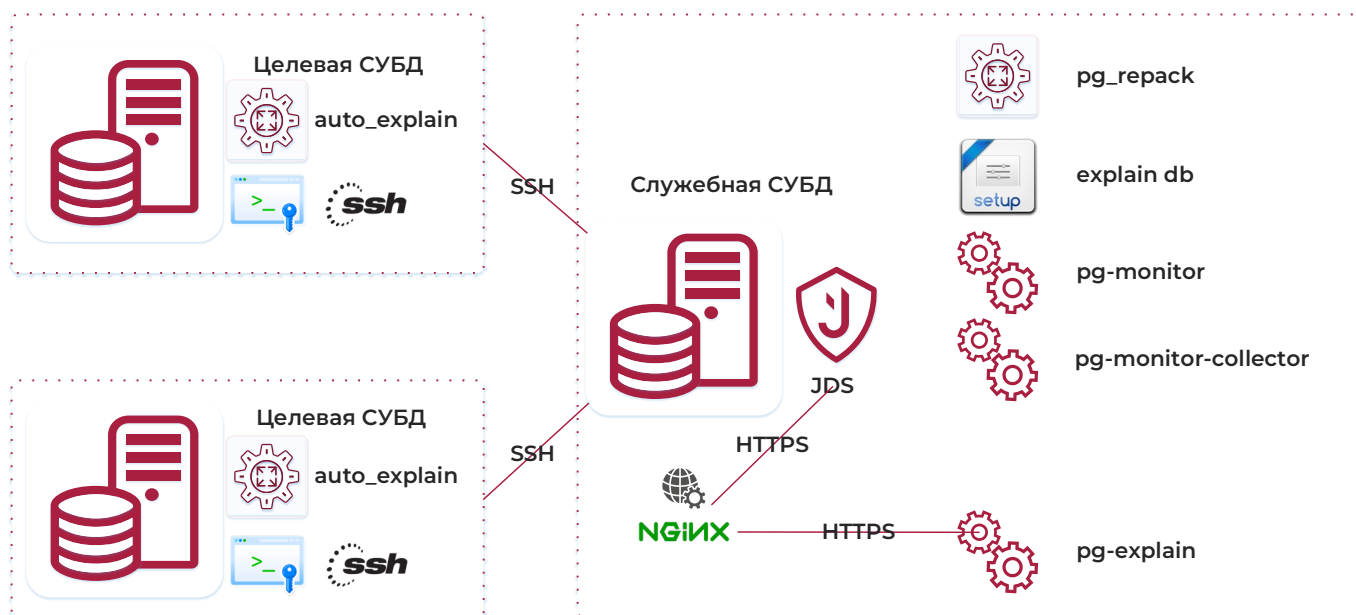 Целевая СУБД
auto_explain
>_
ssh
SSH
Целевая СУБД
auto_explain
>_
ssh
SSH
Служебная СУБД
J
JDS
HTTPS
NGINX
HTTPS
pg_repack
setup
explain db
pg-monitor
pg-monitor-collector
pg-explain